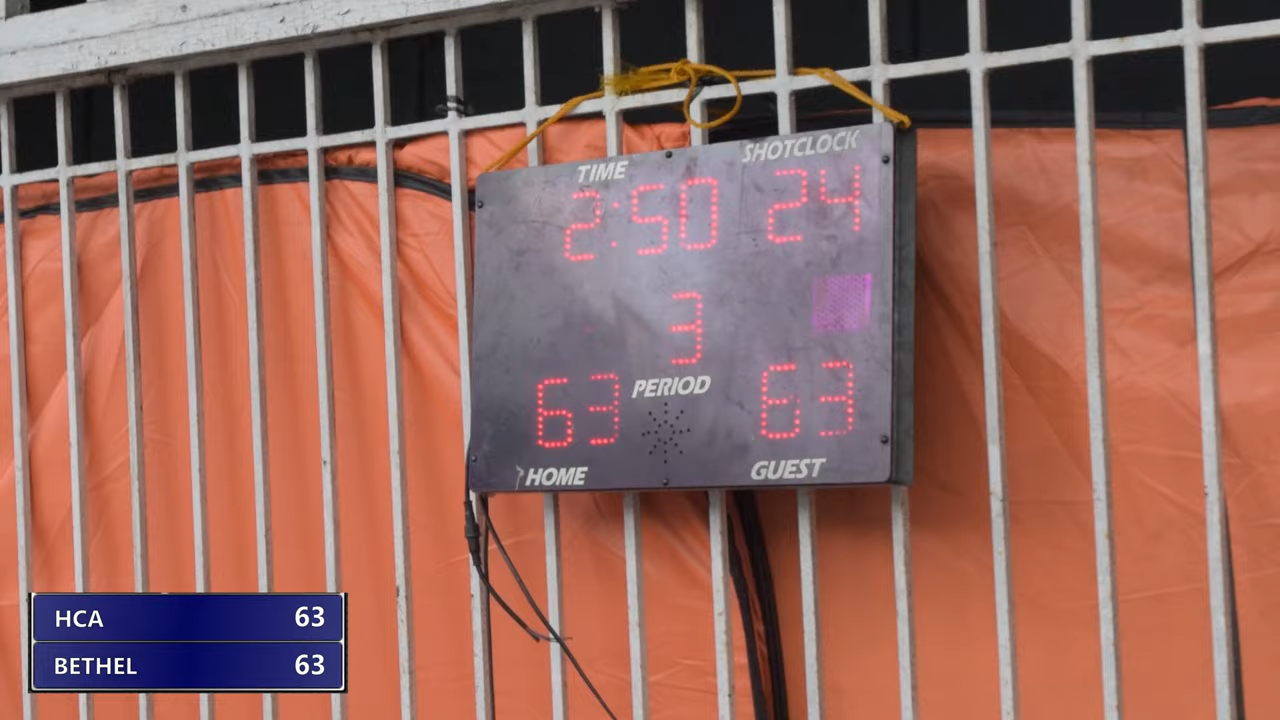 TIME SHOTCLOCK
2:50 24
3
PERIOD
63 63
HOME GUEST
HCA 63
BETHEL 63